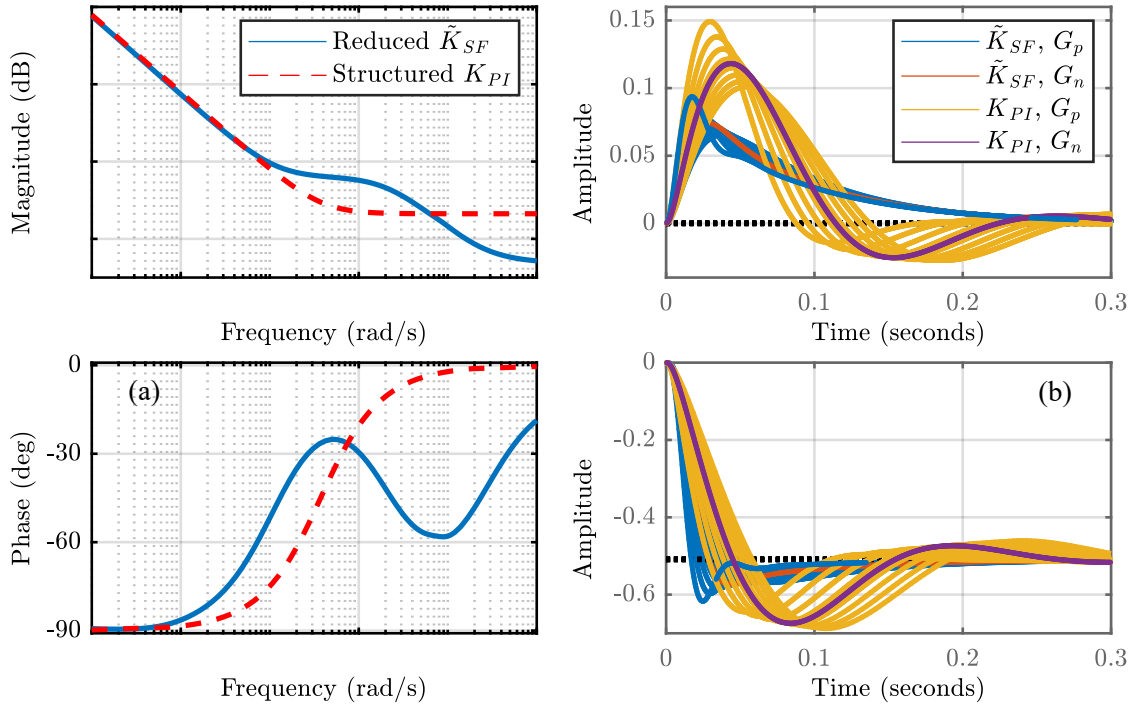 Magnitude (dB)
Reduced K̃_SF
Structured K_PI
Frequency (rad/s)
Amplitude
0.15
0.1
0.05
0
K̃_SF, G_p
K̃_SF, G_n
K_PI, G_p
K_PI, G_n
0
0.1
0.2
0.3
Time (seconds)
Phase (deg)
0
-30
-60
-90
(a)
Frequency (rad/s)
Amplitude
0
-0.2
-0.4
-0.6
(b)
0
0.1
0.2
0.3
Time (seconds)